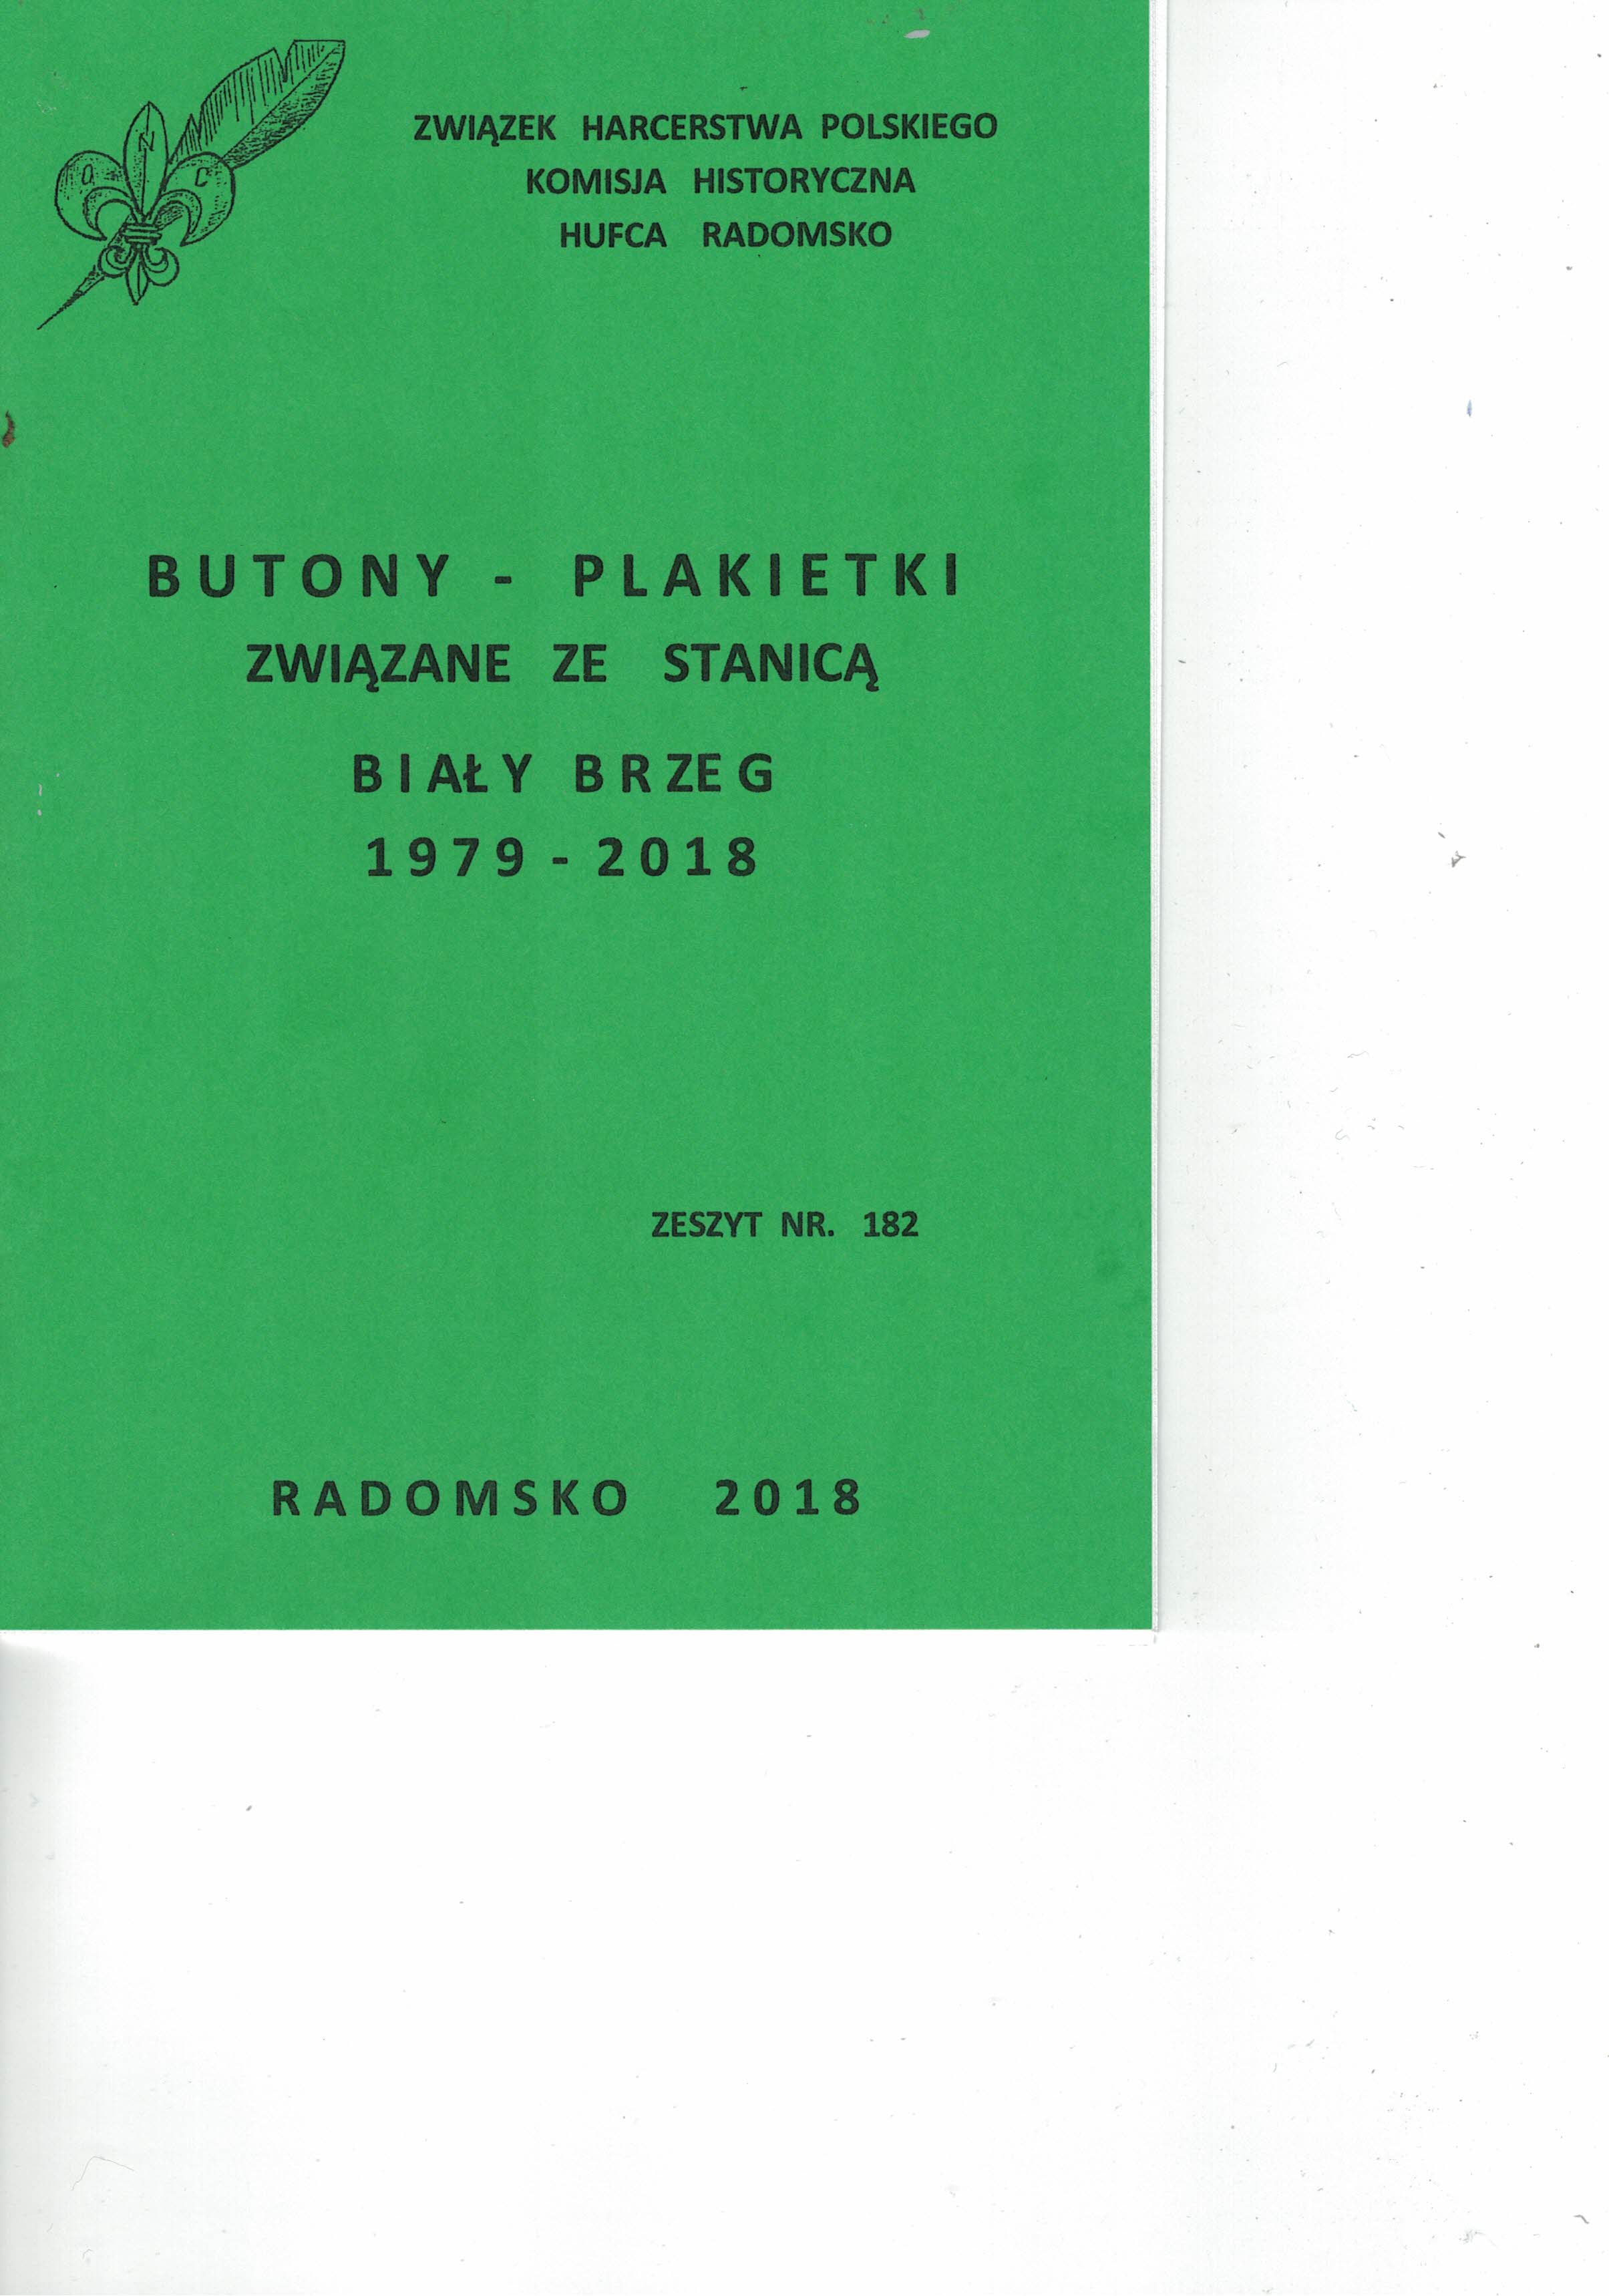 O N C
ZWIĄZEK HARCERSTWA POLSKIEGO
KOMISJA HISTORYCZNA
HUFCA RADOMSKO
BUTONY - PLAKIETKI
ZWIĄZANE ZE STANICĄ
BIAŁY BRZEG
1979 - 2018
ZESZYT NR. 182
RADOMSKO 2018